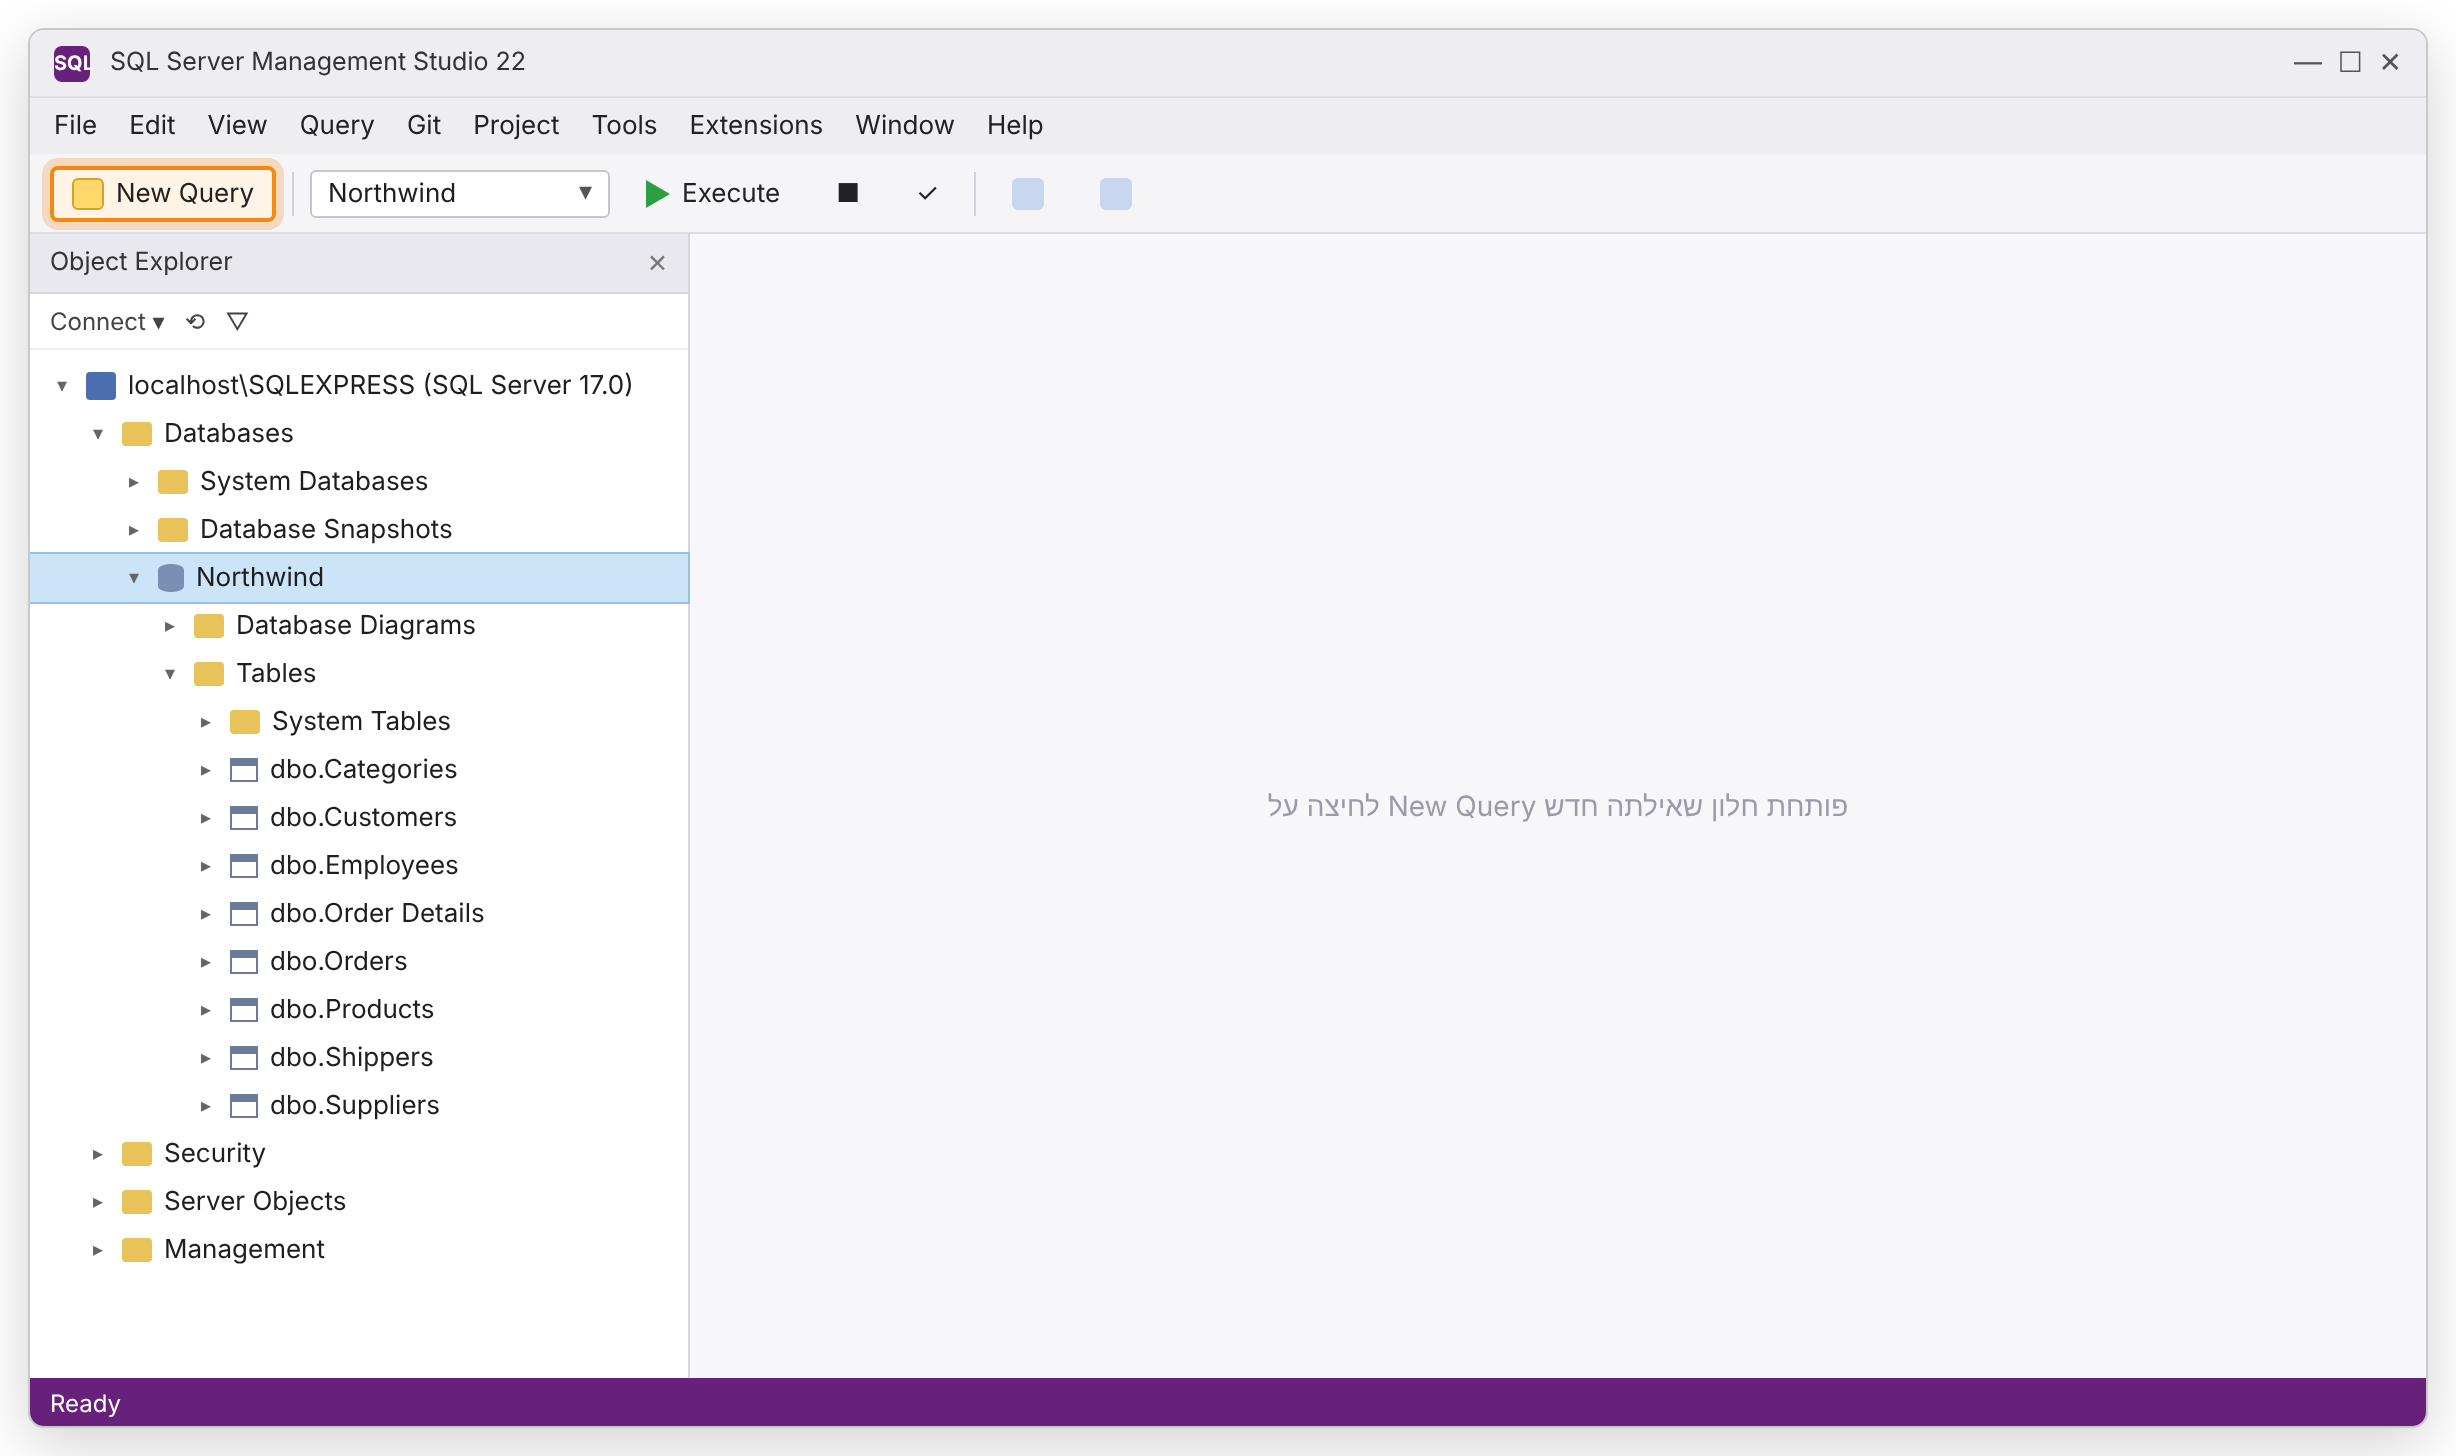 SQL SQL Server Management Studio 22
File Edit View Query Git Project Tools Extensions Window Help
New Query Northwind Execute
Object Explorer
Connect
localhost\SQLEXPRESS (SQL Server 17.0)
Databases
System Databases
Database Snapshots
Northwind
Database Diagrams
Tables
System Tables
dbo.Categories
לחיצה על New Query פותחת חלון שאילתה חדש
dbo.Customers
dbo.Employees
dbo.Order Details
dbo.Orders
dbo.Products
dbo.Shippers
dbo.Suppliers
Security
Server Objects
Management
Ready